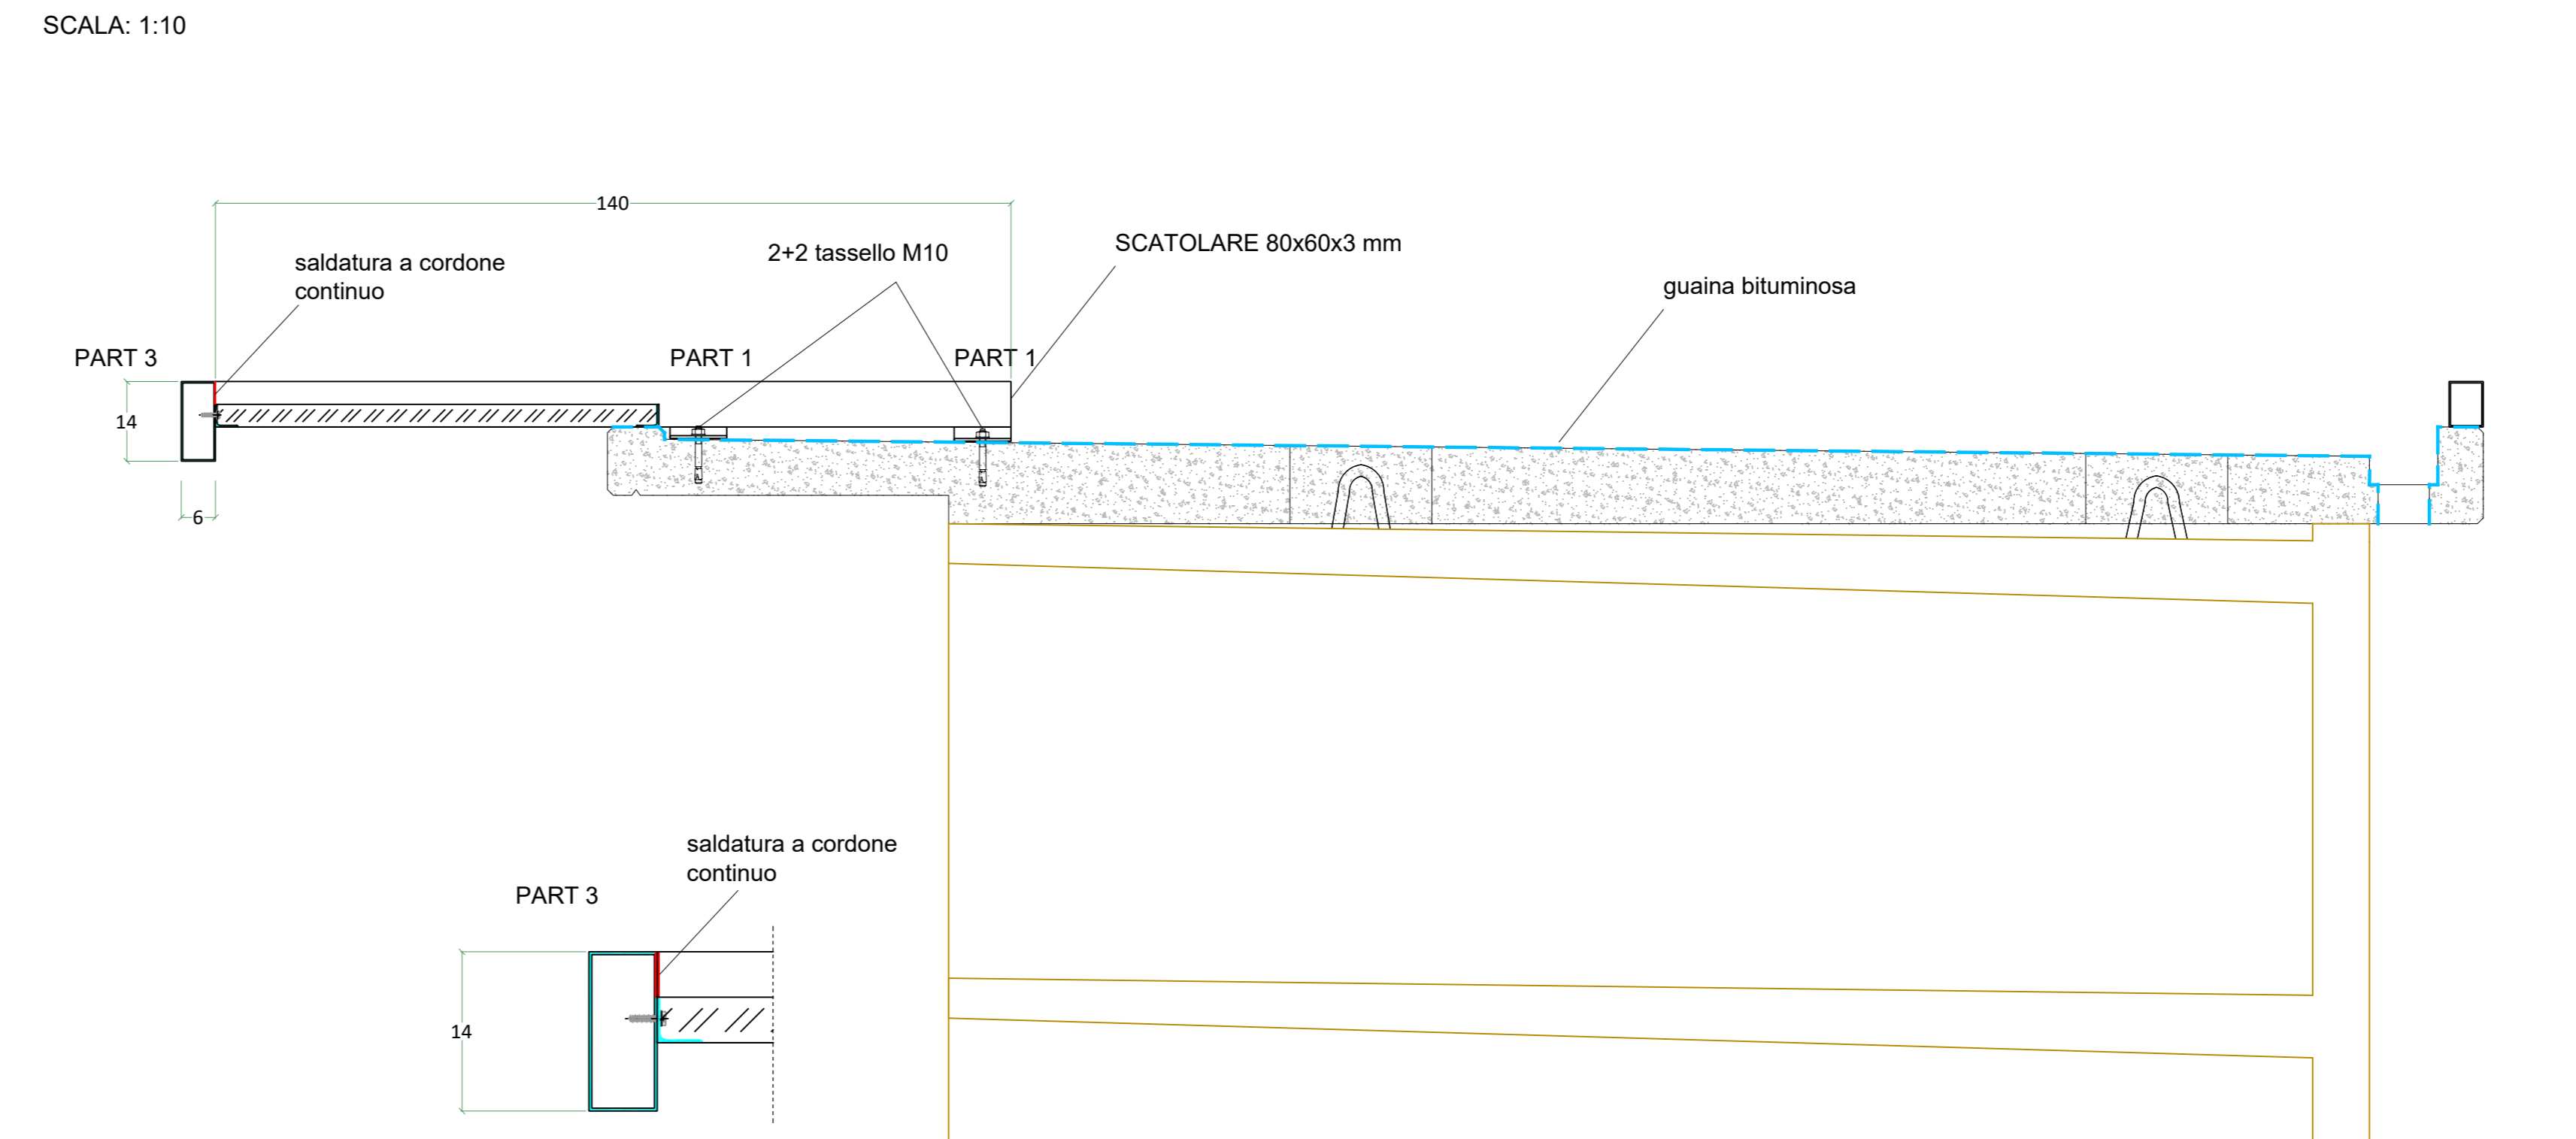 SCALA: 1:10
140
SCATOLARE 80x60x3 mm
2+2 tassello M10
saldatura a cordone
continuo
guaina bituminosa
PART 3
PART 1
PART 1
14
6
saldatura a cordone
continuo
PART 3
14